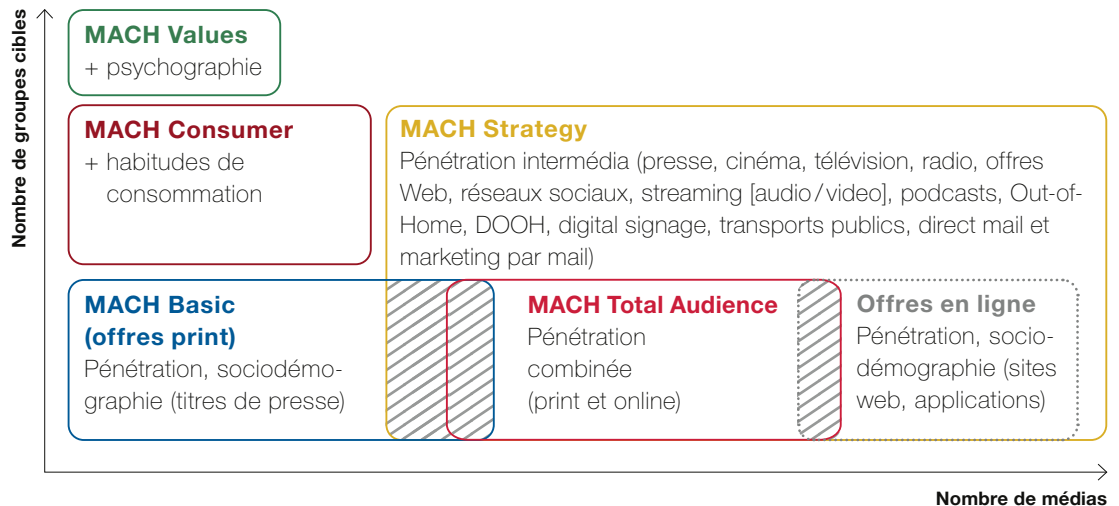 Nombre de groupes cibles
MACH Values
+ psychographie
MACH Consumer
+ habitudes de
consommation
MACH Strategy
Pénétration intermédia (presse, cinéma, télévision, radio, offres
Web, réseaux sociaux, streaming [audio/video], podcasts, Out-of-
Home, DOOH, digital signage, transports publics, direct mail et
marketing par mail)
MACH Basic
(offres print)
Pénétration, sociodémo-
graphie (titres de presse)
MACH Total Audience
Pénétration
combinée
(print et online)
Offres en ligne
Pénétration, socio-
démographie (sites
web, applications)
Nombre de médias